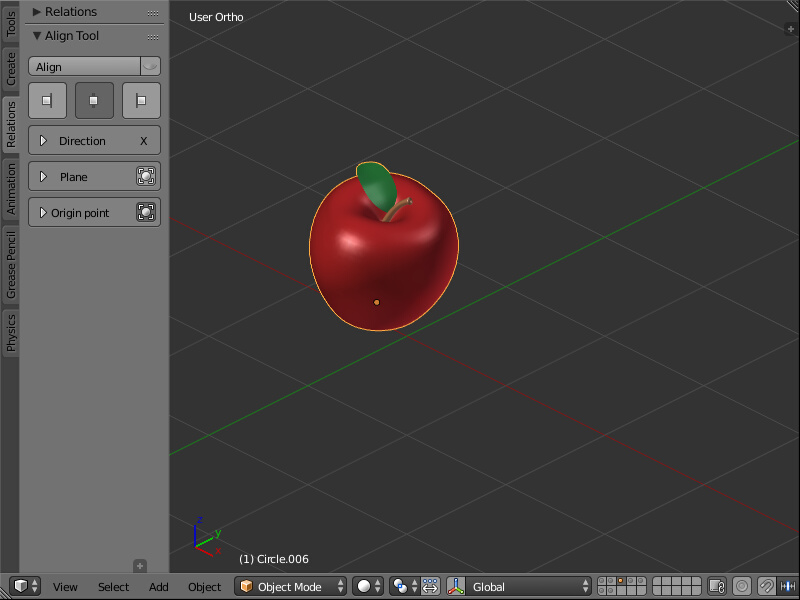 Relations
Align Tool
Align
Direction X
Plane
Origin point
Tools
Create
Relations
Animation
Grease Pencil
Physics
User Ortho
z
y
x
(1) Circle.006
View Select Add Object Object Mode Global